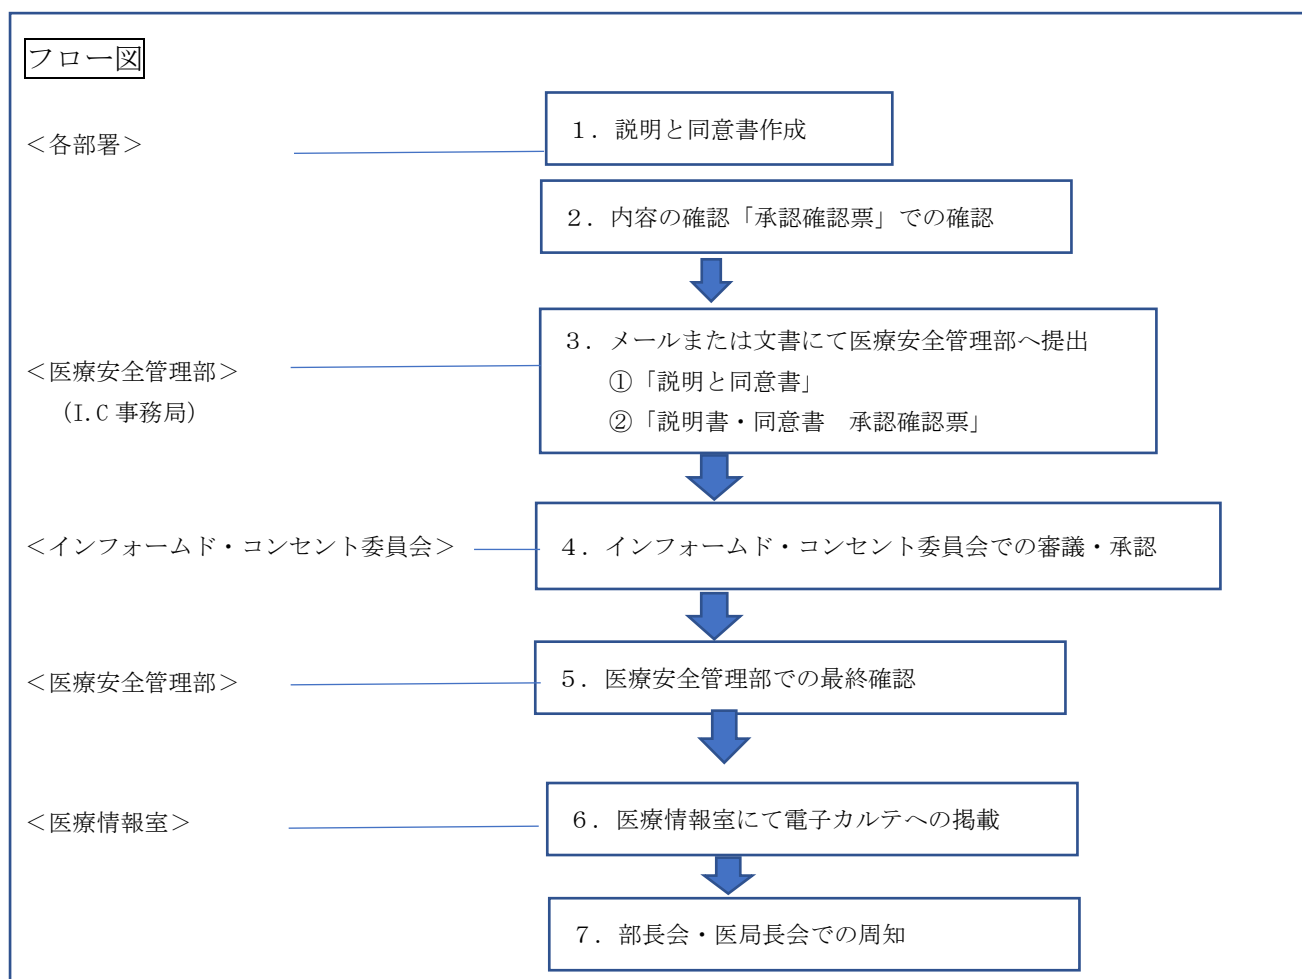 フロー図
＜各部署＞
１．説明と同意書作成
２．内容の確認「承認確認票」での確認
＜医療安全管理部＞
（I.C 事務局）
３．メールまたは文書にて医療安全管理部へ提出
①「説明と同意書」
②「説明書・同意書　承認確認票」
＜インフォームド・コンセント委員会＞
４．インフォームド・コンセント委員会での審議・承認
＜医療安全管理部＞
５．医療安全管理部での最終確認
＜医療情報室＞
６．医療情報室にて電子カルテへの掲載
７．部長会・医局長会での周知